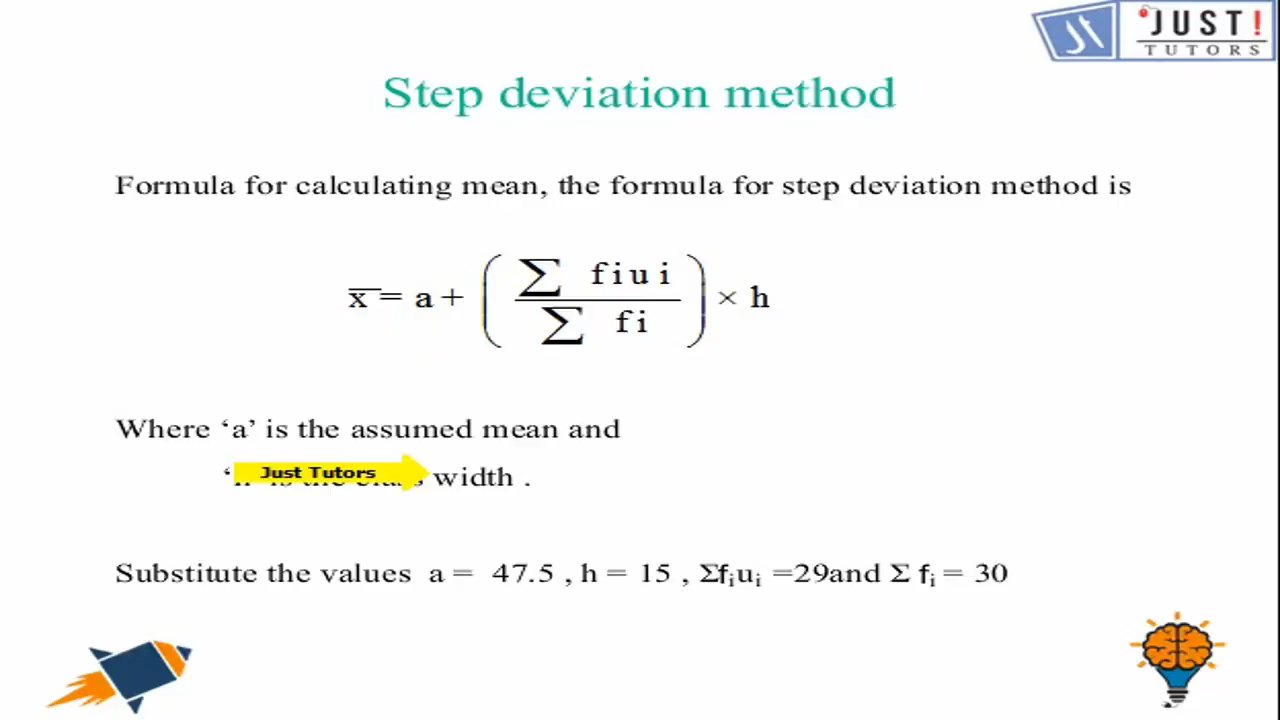 JUST!
TUTORS
Step deviation method
Formula for calculating mean, the formula for step deviation method is
x̄ = a + ( ∑ fiui / ∑ fi ) × h
Where ‘a’ is the assumed mean and
‘ Just Tutors width .
Substitute the values a = 47.5 , h = 15 , Σfᵢuᵢ =29and Σ fᵢ = 30